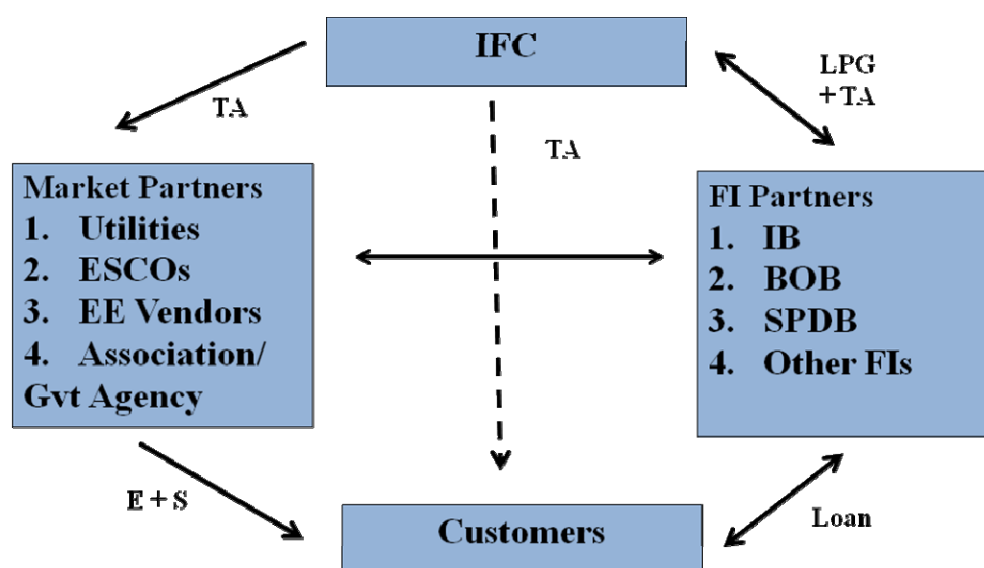 IFC
LPG
+TA
TA
TA
Market Partners
1. Utilities
2. ESCOs
3. EE Vendors
4. Association/
Gvt Agency
FI Partners
1. IB
2. BOB
3. SPDB
4. Other FIs
E + S
Loan
Customers